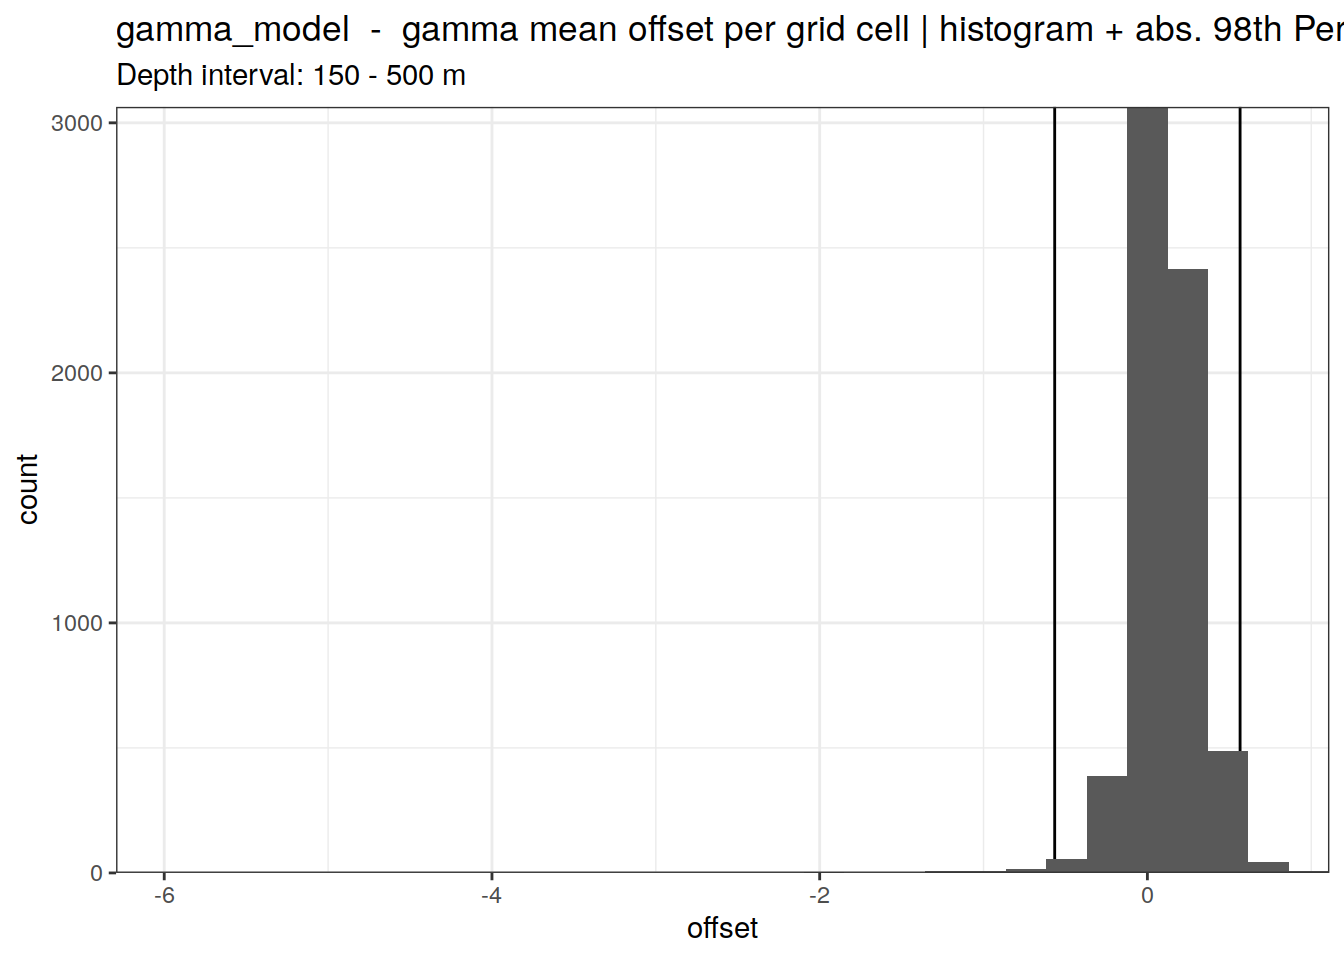 gamma_model - gamma mean offset per grid cell | histogram + abs. 98th Per
Depth interval: 150 - 500 m
3000
2000
1000
0
count
-6
-4
-2
0
offset